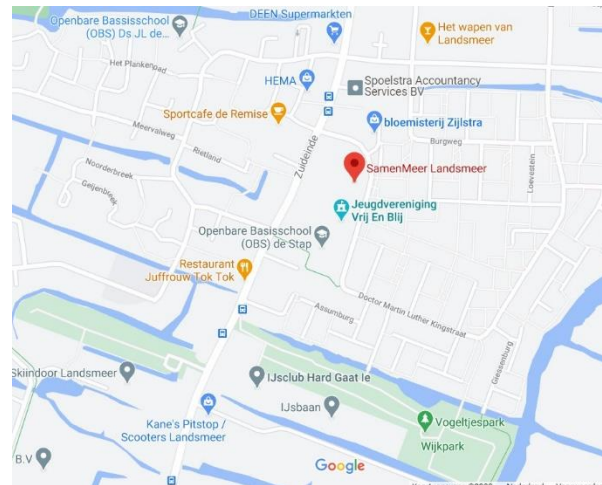 Openbare Bassisschool
(OBS) Ds JL de...
DEEN Supermarkten
Het wapen van
Landsmeer
Het Plankenpad
HEMA
Spoelstra Accountancy
Services BV
Sportcafe de Remise
bloemisterij Zijlstra
Meervalweg
Burgweg
Rietland
Zuideinde
SamenMeer Landsmeer
Loevestein
Noorderbreek
Geijenbreek
Jeugdvereniging
Vrij En Blij
Openbare Basisschool
(OBS) de Stap
Restaurant
Juffrouw Tok Tok
Assumburg
Doctor Martin Luther Kingstraat
Giessenburg
Skiindoor Landsmeer
IJsclub Hard Gaat Ie
IJsbaan
Kane's Pitstop /
Scooters Landsmeer
Vogeltjespark
Wijkpark
B.V
Google